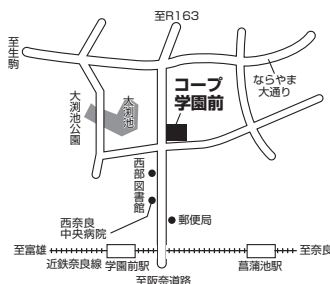 至R163
至生駒
コープ
学園前
ならやま
大通り
大渕池公園
大渕池
西部図書館
西奈良
中央病院
郵便局
至富雄
近鉄奈良線
学園前駅
菖蒲池駅
至奈良
至阪奈道路